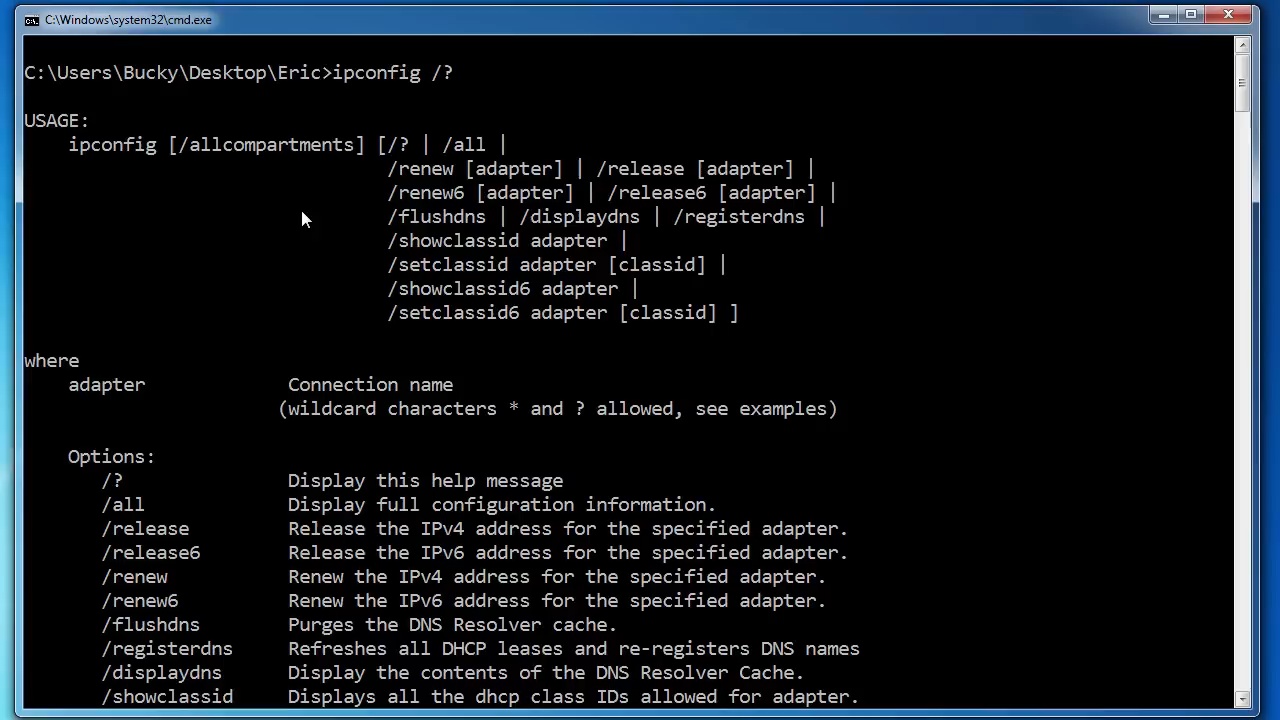 C:\Windows\system32\cmd.exe
C:\Users\Bucky\Desktop\Eric>ipconfig /?
USAGE:
ipconfig [/allcompartments] [/? | /all |
/renew [adapter] | /release [adapter] |
/renew6 [adapter] | /release6 [adapter] |
/flushdns | /displaydns | /registerdns |
/showclassid adapter |
/setclassid adapter [classid] |
/showclassid6 adapter |
/setclassid6 adapter [classid] ]
where
adapter Connection name
(wildcard characters * and ? allowed, see examples)
Options:
/? Display this help message
/all Display full configuration information.
/release Release the IPv4 address for the specified adapter.
/release6 Release the IPv6 address for the specified adapter.
/renew Renew the IPv4 address for the specified adapter.
/renew6 Renew the IPv6 address for the specified adapter.
/flushdns Purges the DNS Resolver cache.
/registerdns Refreshes all DHCP leases and re-registers DNS names
/displaydns Display the contents of the DNS Resolver Cache.
/showclassid Displays all the dhcp class IDs allowed for adapter.